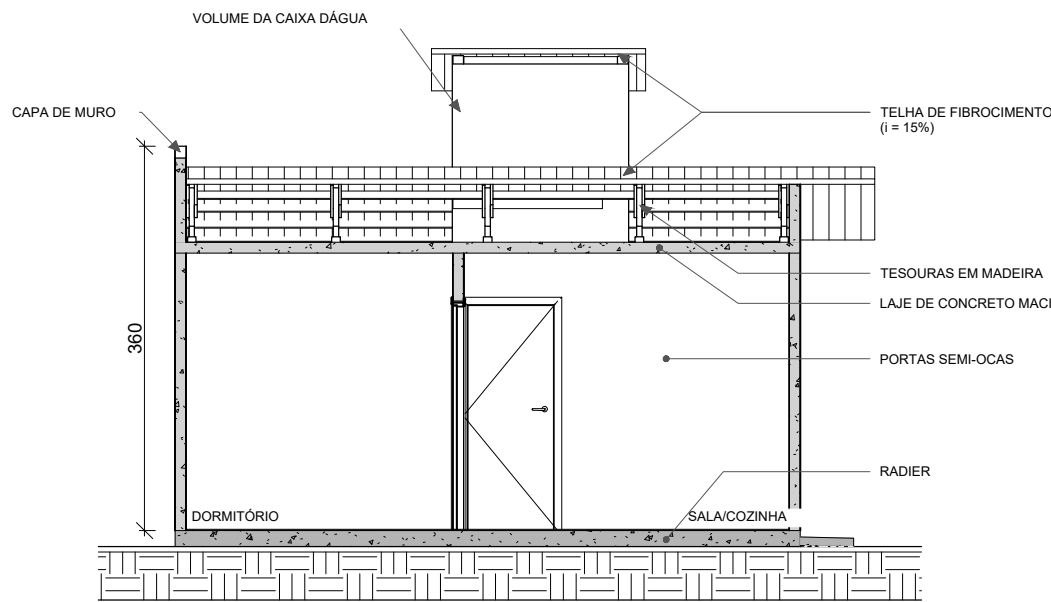 VOLUME DA CAIXA DÁGUA
CAPA DE MURO
TELHA DE FIBROCIMENTO
(i = 15%)
TESOURAS EM MADEIRA
LAJE DE CONCRETO MACI
360
PORTAS SEMI-OCAS
RADIER
DORMITÓRIO
SALA/COZINHA